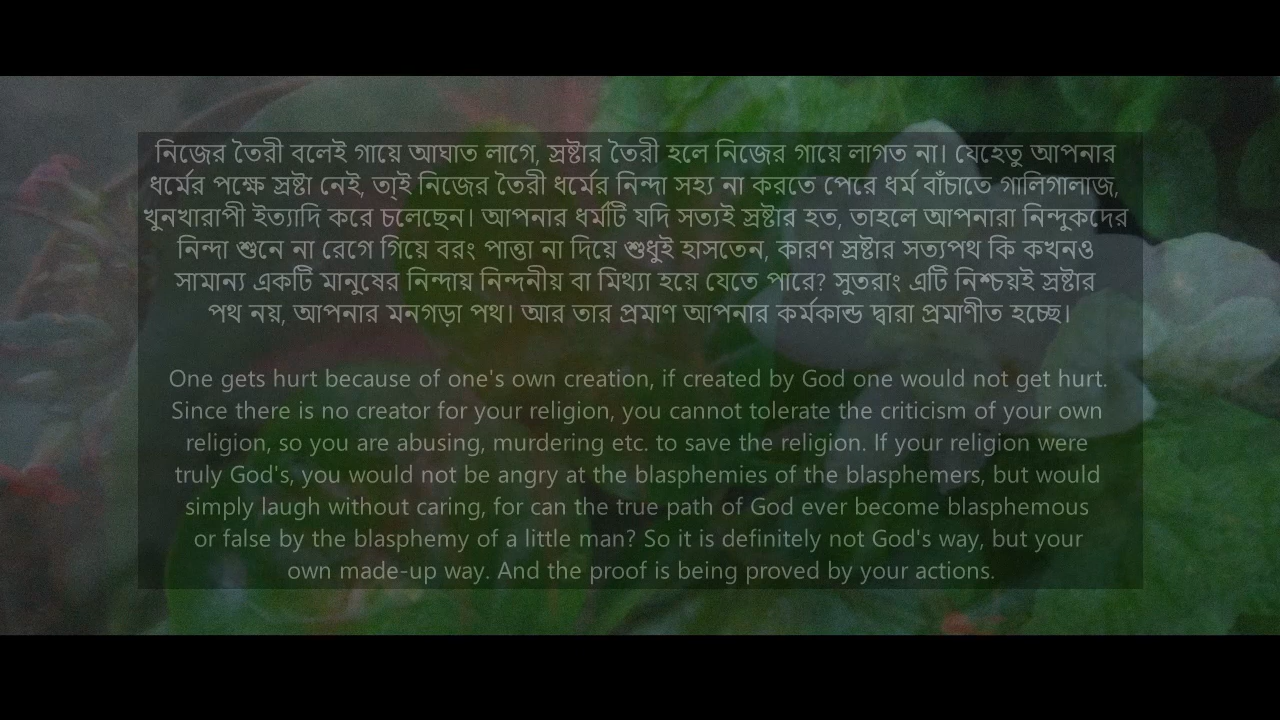 নিজের তৈরী বলেই গায়ে আঘাত লাগে, স্রষ্টার তৈরী হলে নিজের গায়ে লাগত না। যেহেতু আপনার
ধর্মের পক্ষে স্রষ্টা নেই, তাই নিজের তৈরী ধর্মের নিন্দা সহ্য না করতে পেরে ধর্ম বাঁচাতে গালিগালাজ,
খুনখারাপী ইত্যাদি করে চলেছেন। আপনার ধর্মটি যদি সত্যই স্রষ্টার হত, তাহলে আপনারা নিন্দুকদের
নিন্দা শুনে না রেগে গিয়ে বরং পাত্তা না দিয়ে শুধুই হাসতেন, কারণ স্রষ্টার সত্যপথ কি কখনও
সামান্য একটি মানুষের নিন্দায় নিন্দনীয় বা মিথ্যা হয়ে যেতে পারে? সুতরাং এটি নিশ্চয়ই স্রষ্টার
পথ নয়, আপনার মনগড়া পথ। আর তার প্রমাণ আপনার কর্মকান্ড দ্বারা প্রমাণীত হচ্ছে।
One gets hurt because of one's own creation, if created by God one would not get hurt.
Since there is no creator for your religion, you cannot tolerate the criticism of your own
religion, so you are abusing, murdering etc. to save the religion. If your religion were
truly God's, you would not be angry at the blasphemies of the blasphemers, but would
simply laugh without caring, for can the true path of God ever become blasphemous
or false by the blasphemy of a little man? So it is definitely not God's way, but your
own made-up way. And the proof is being proved by your actions.